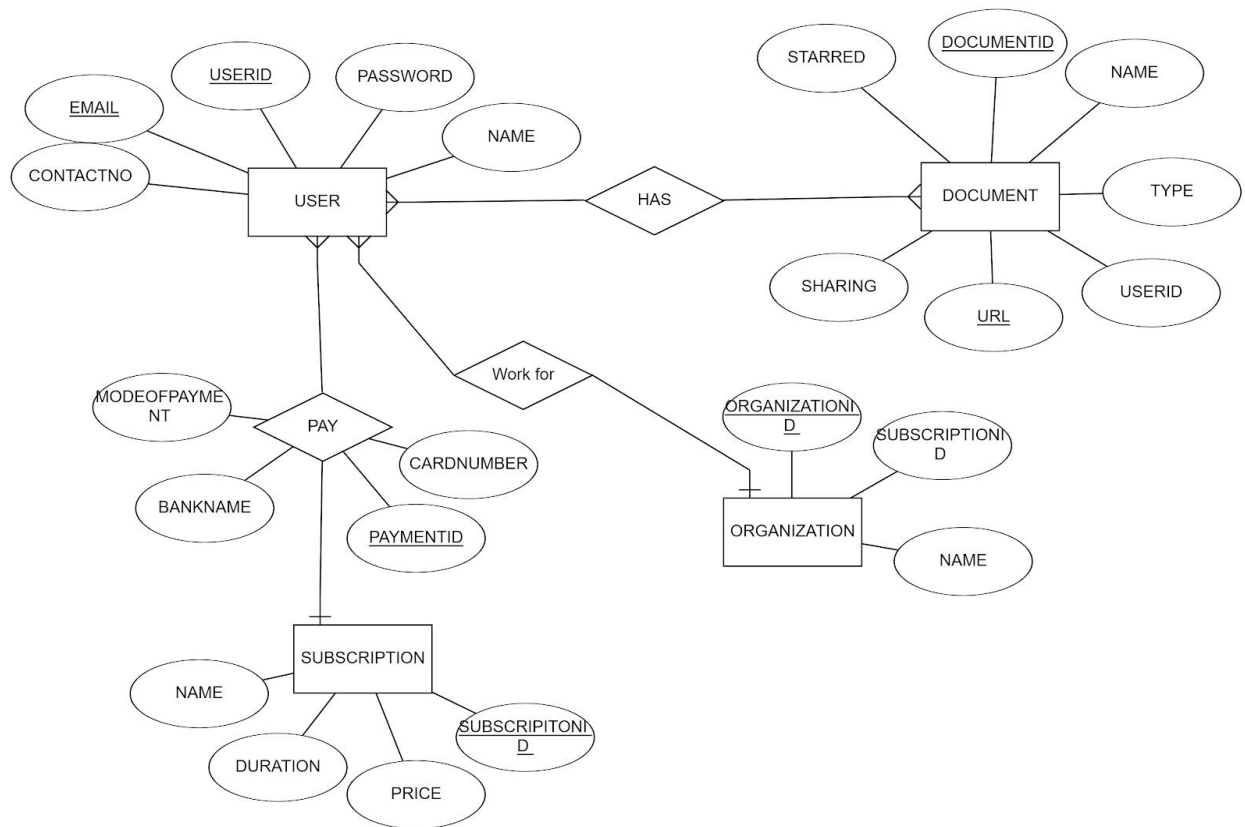 USERID
PASSWORD
EMAIL
NAME
CONTACTNO
USER
HAS
STARRED
DOCUMENTID
NAME
DOCUMENT
TYPE
SHARING
URL
USERID
MODEOFPAYME
NT
PAY
CARDNUMBER
BANKNAME
PAYMENTID
Work for
ORGANIZATIONI
D
SUBSCRIPTIONI
D
ORGANIZATION
NAME
SUBSCRIPTION
NAME
SUBSCRIPITONI
D
DURATION
PRICE